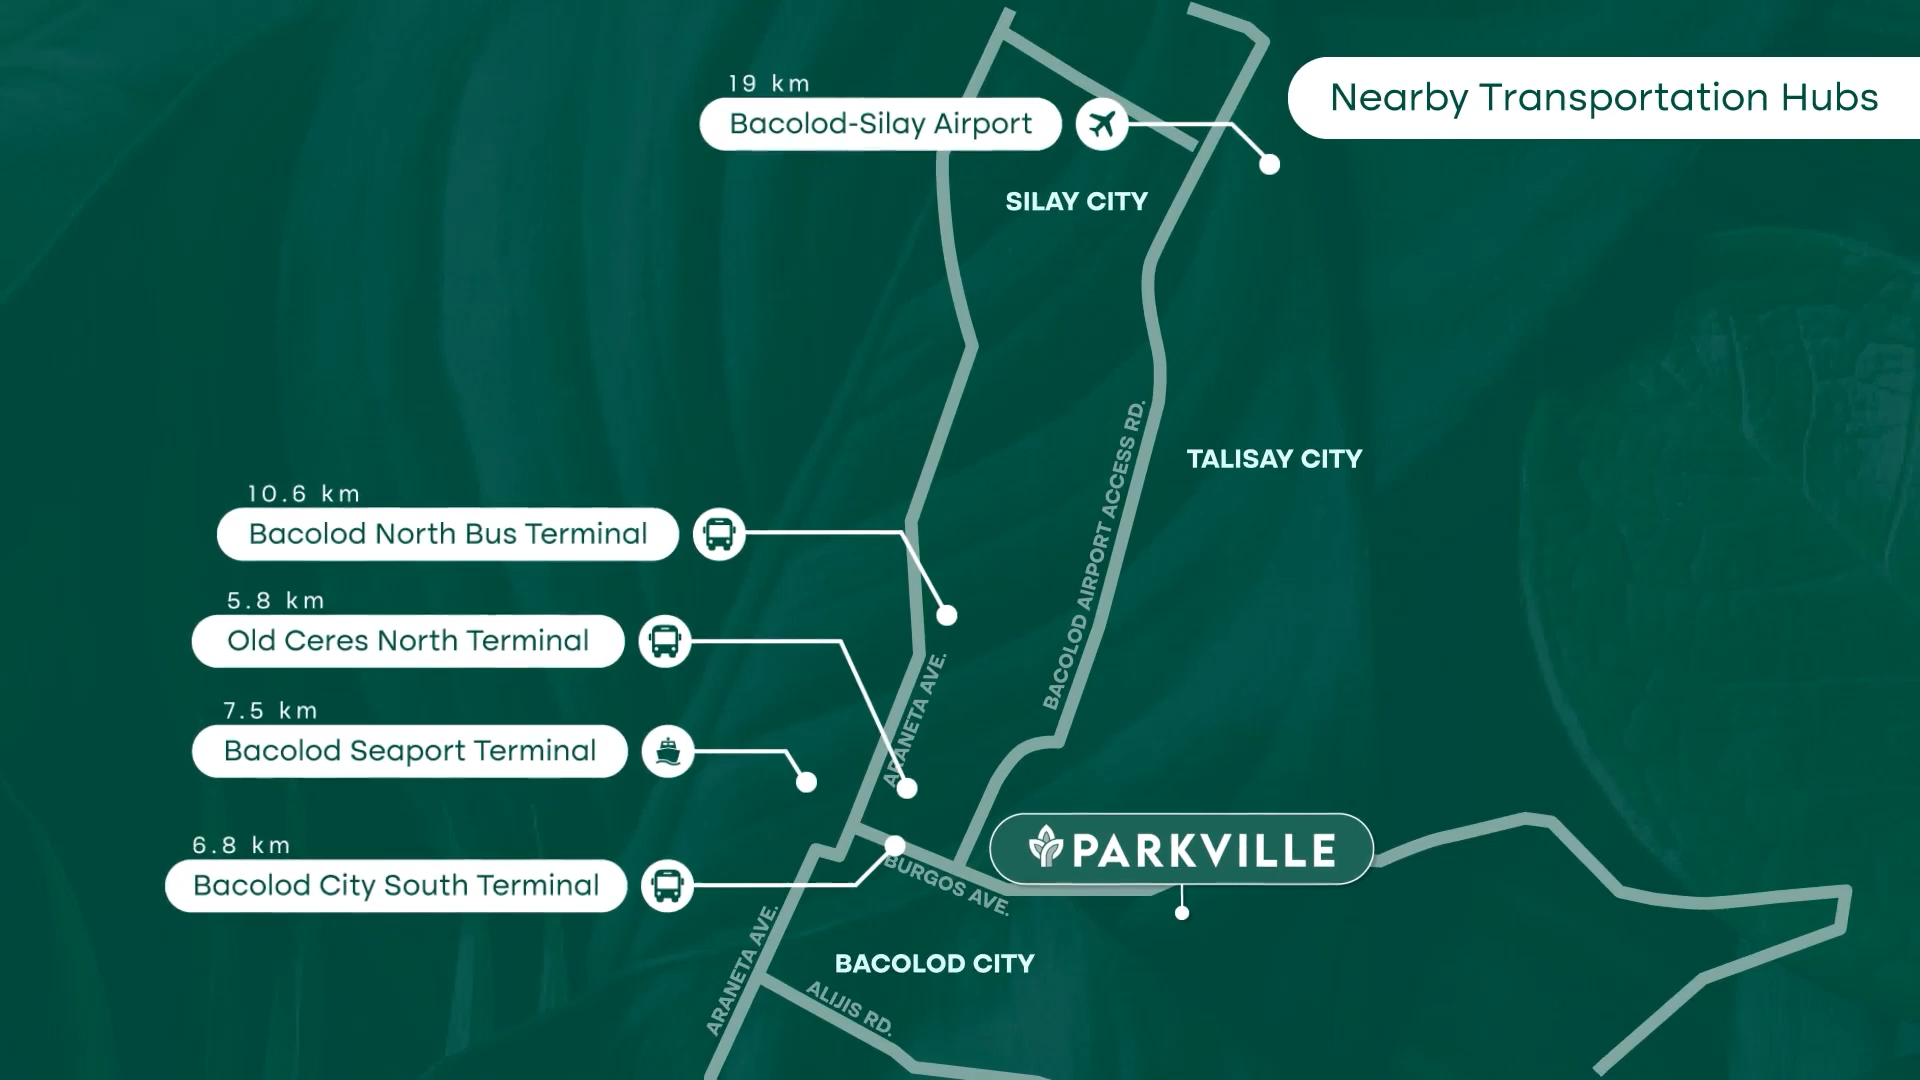 Nearby Transportation Hubs
19 km
Bacolod-Silay Airport
SILAY CITY
TALISAY CITY
BACOLOD AIRPORT ACCESS RD.
10.6 km
Bacolod North Bus Terminal
5.8 km
Old Ceres North Terminal
ARANETA AVE.
7.5 km
Bacolod Seaport Terminal
PARKVILLE
6.8 km
Bacolod City South Terminal
BURGOS AVE.
ARANETA AVE.
BACOLOD CITY
ALIJIS RD.